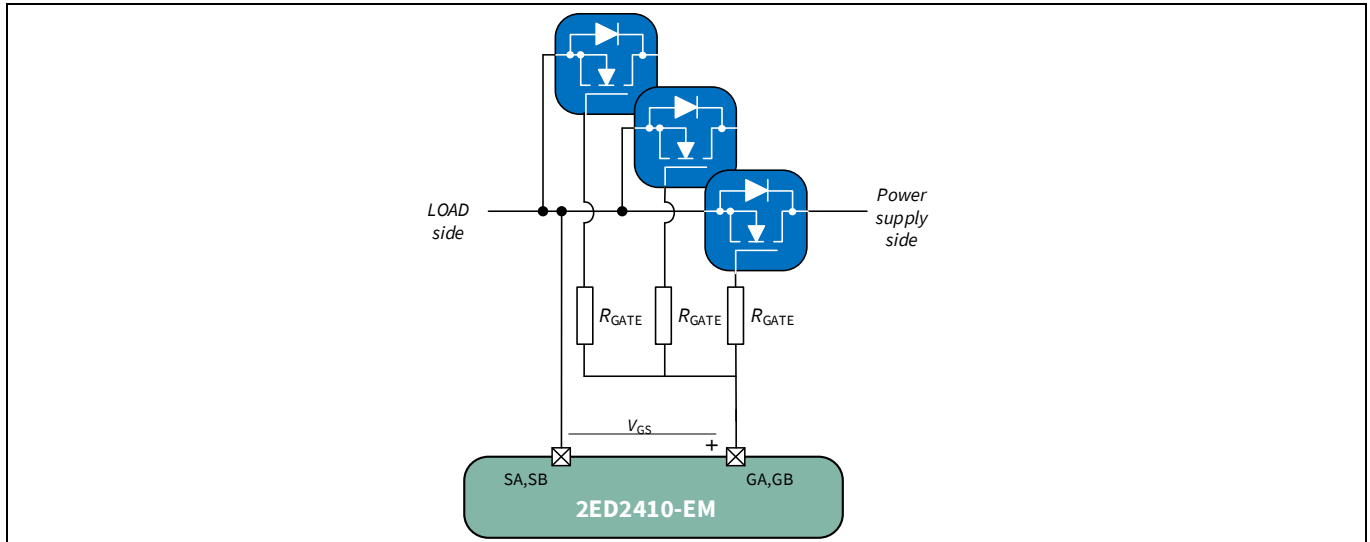 LOAD
side
Power
supply
side
RGATE
RGATE
RGATE
VGS
+
SA,SB
GA,GB
2ED2410-EM